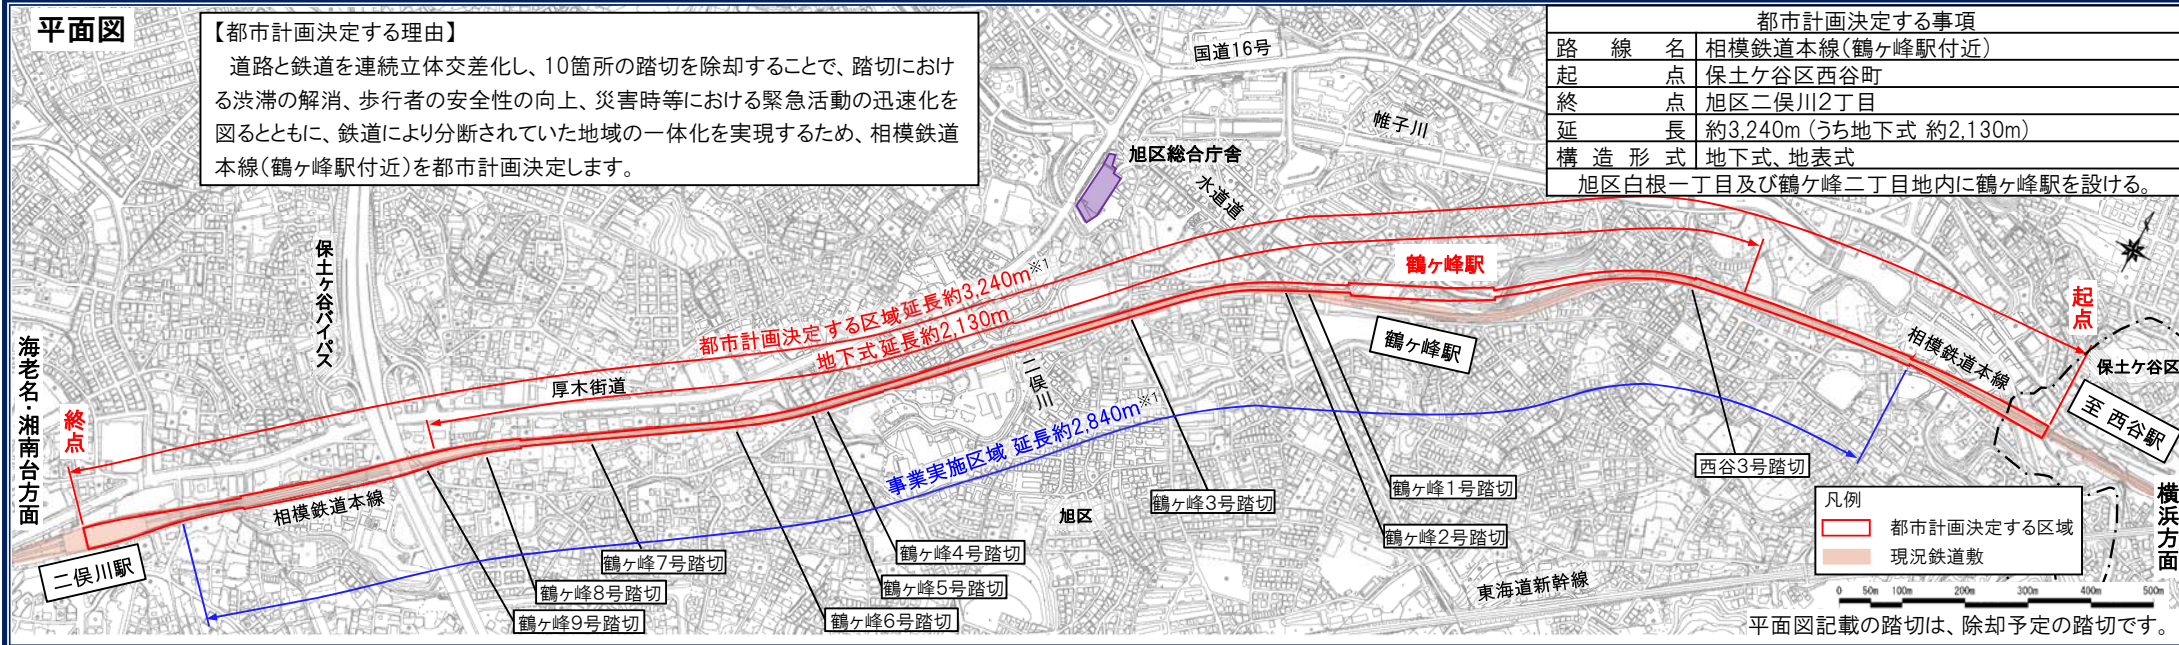 平面図
【都市計画決定する理由】
道路と鉄道を連続立体交差化し、10箇所の踏切を除却することで、踏切におけ
る渋滞の解消、歩行者の安全性の向上、災害時等における緊急活動の迅速化を
図るとともに、鉄道により分断されていた地域の一体化を実現するため、相模鉄道
本線(鶴ヶ峰駅付近)を都市計画決定します。
都市計画決定する事項
路線名 相模鉄道本線(鶴ヶ峰駅付近)
起点 保土ケ谷区西谷町
終点 旭区二俣川2丁目
延長 約3,240m (うち地下式 約2,130m)
構造形式 地下式、地表式
旭区白根一丁目及び鶴ケ峰二丁目地内に鶴ヶ峰駅を設ける。
国道16号
帷子川
旭区総合庁舎
水道道
保土ヶ谷バイパス
鶴ヶ峰駅
起点
都市計画決定する区域延長約3,240m※1
地下式 延長約2,130m
鶴ヶ峰駅
相模鉄道本線
保土ケ谷区
至 西谷駅
海老名・湘南台方面
終点
厚木街道
二俣川
事業実施区域 延長約2,840m※1
相模鉄道本線
二俣川駅
旭区
西谷3号踏切
鶴ヶ峰1号踏切
鶴ヶ峰2号踏切
鶴ヶ峰3号踏切
鶴ヶ峰4号踏切
鶴ヶ峰5号踏切
鶴ヶ峰6号踏切
鶴ヶ峰7号踏切
鶴ヶ峰8号踏切
鶴ヶ峰9号踏切
東海道新幹線
横浜方面
凡例
都市計画決定する区域
現況鉄道敷
0 50m 100m 200m 300m 400m 500m
平面図記載の踏切は、除却予定の踏切です。